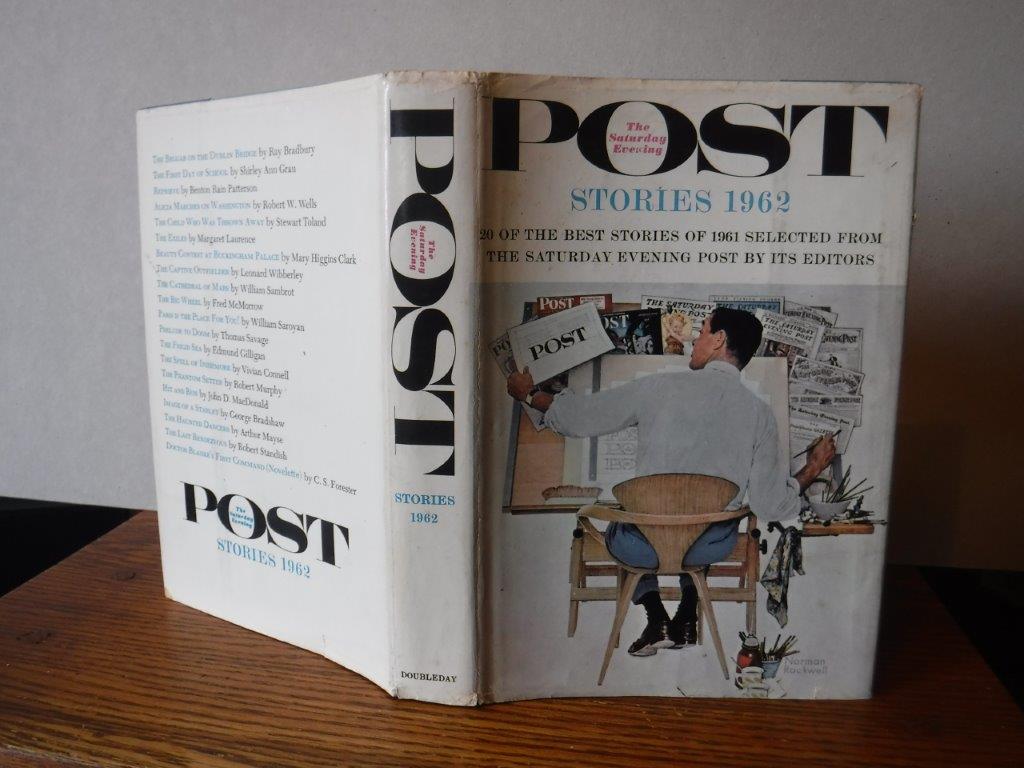 The Beggar on the Dublin Bridge by Ray Bradbury
The First Day of School by Shirley Ann Grau
Reprieve by Benton Rain Patterson
Alicia Marches on Washington by Robert W. Wells
The Child Who Was Thrown Away by Stewart Toland
The Exiles by Margaret Laurence
Beauty Contest at Buckingham Palace by Mary Higgins Clark
The Captive Outfielder by Leonard Wibberley
The Cathedral of Mars by William Sambrot
The Big Wheel by Fred McMorrow
Paris is the Place for You! by William Saroyan
Prelude to Doom by Thomas Savage
The Frigid Sea by Edmund Gilligan
The Spell of Inishmore by Vivian Connell
The Phantom Setter by Robert Murphy
Hit and Run by John D. MacDonald
Image of a Starlet by George Bradshaw
The Haunted Dancers by Arthur Mayse
The Last Rendezvous by Robert Standish
by C. S. Forester
POST
The Saturday Evening
STORIES 1962
POST
The
Saturday
Evening
STORIES
1962
DOUBLEDAY
POST
The
Saturday
Evening
STORIES 1962
20 OF THE BEST STORIES OF 1961 SELECTED FROM
THE SATURDAY EVENING POST BY ITS EDITORS
POST
POST
Norman
Rockwell